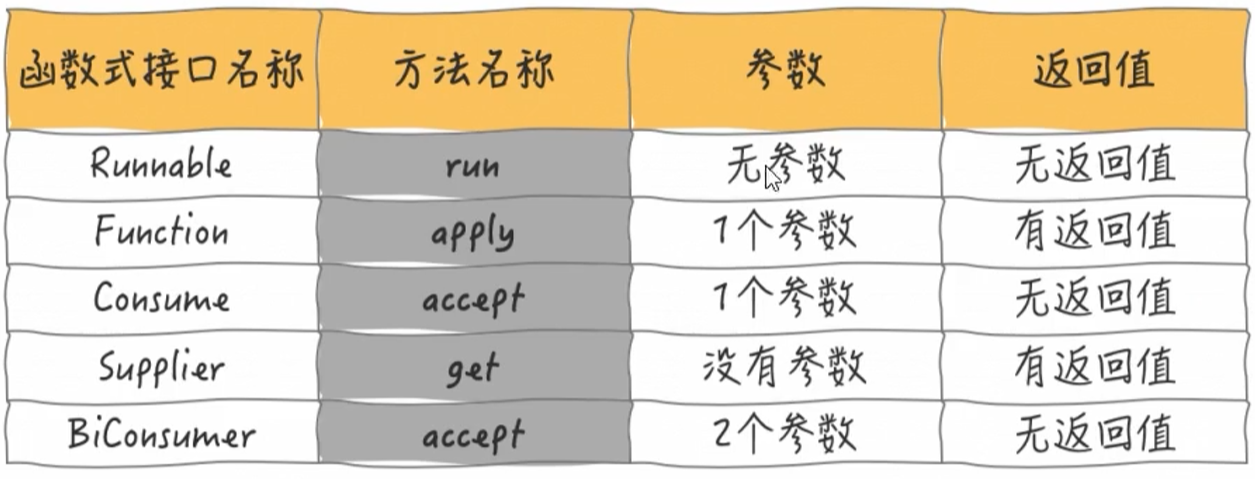 函数式接口名称 方法名称 参数 返回值
Runnable run 无参数 无返回值
Function apply 1个参数 有返回值
Consume accept 1个参数 无返回值
Supplier get 没有参数 有返回值
BiConsumer accept 2个参数 无返回值